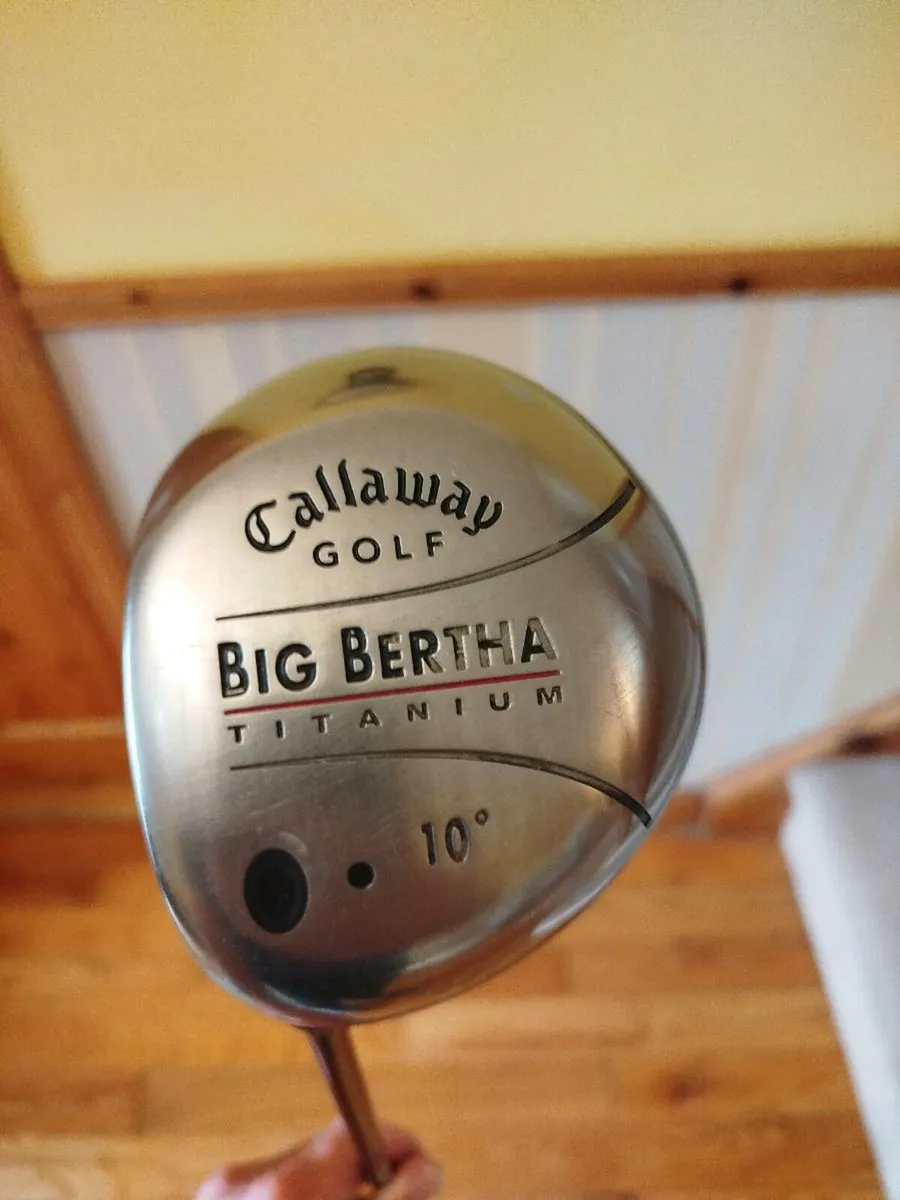 Callaway
GOLF
BIG BERTHA
TITANIUM
10°